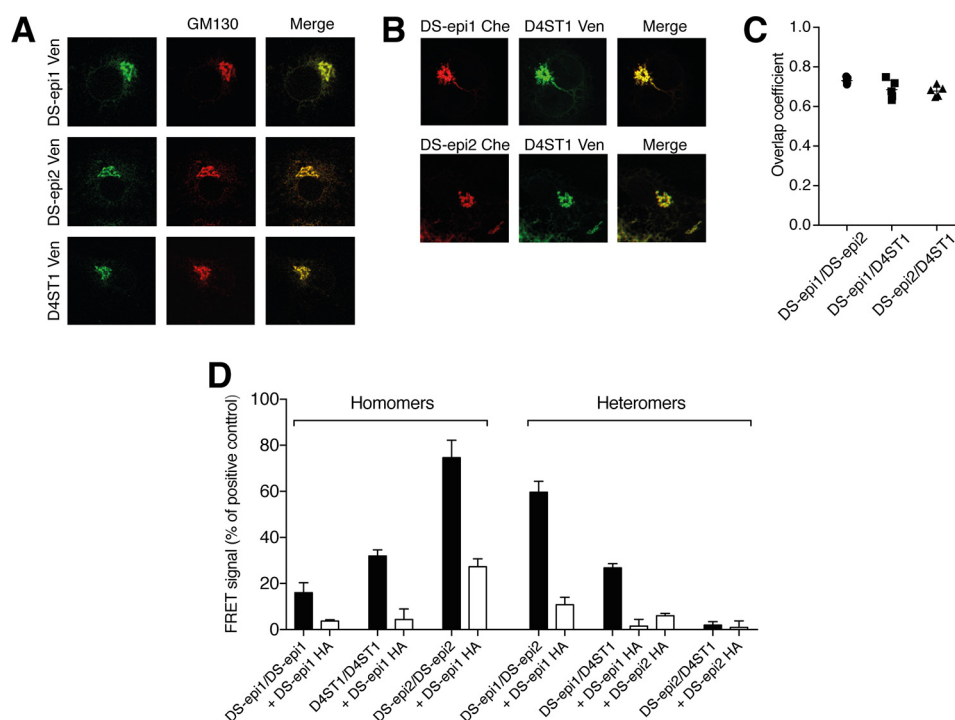 A
GM130
Merge
DS-epi1 Ven
DS-epi2 Ven
D4ST1 Ven
B
DS-epi1 Che
D4ST1 Ven
Merge
DS-epi2 Che
D4ST1 Ven
Merge
C
Overlap coefficient
1.0
0.8
0.6
0.4
0.2
0.0
DS-epi1/DS-epi2
DS-epi1/D4ST1
DS-epi2/D4ST1
D
FRET signal (% of positive conttrol)
100
80
60
40
20
0
Homomers
Heteromers
DS-epi1/DS-epi1
+ DS-epi1 HA
D4ST1/D4ST1
+ DS-epi1 HA
DS-epi2/DS-epi2
+ DS-epi1 HA
DS-epi1/DS-epi2
+ DS-epi1 HA
DS-epi1/D4ST1
+ DS-epi1 HA
+ DS-epi2 HA
DS-epi2/D4ST1
+ DS-epi2 HA